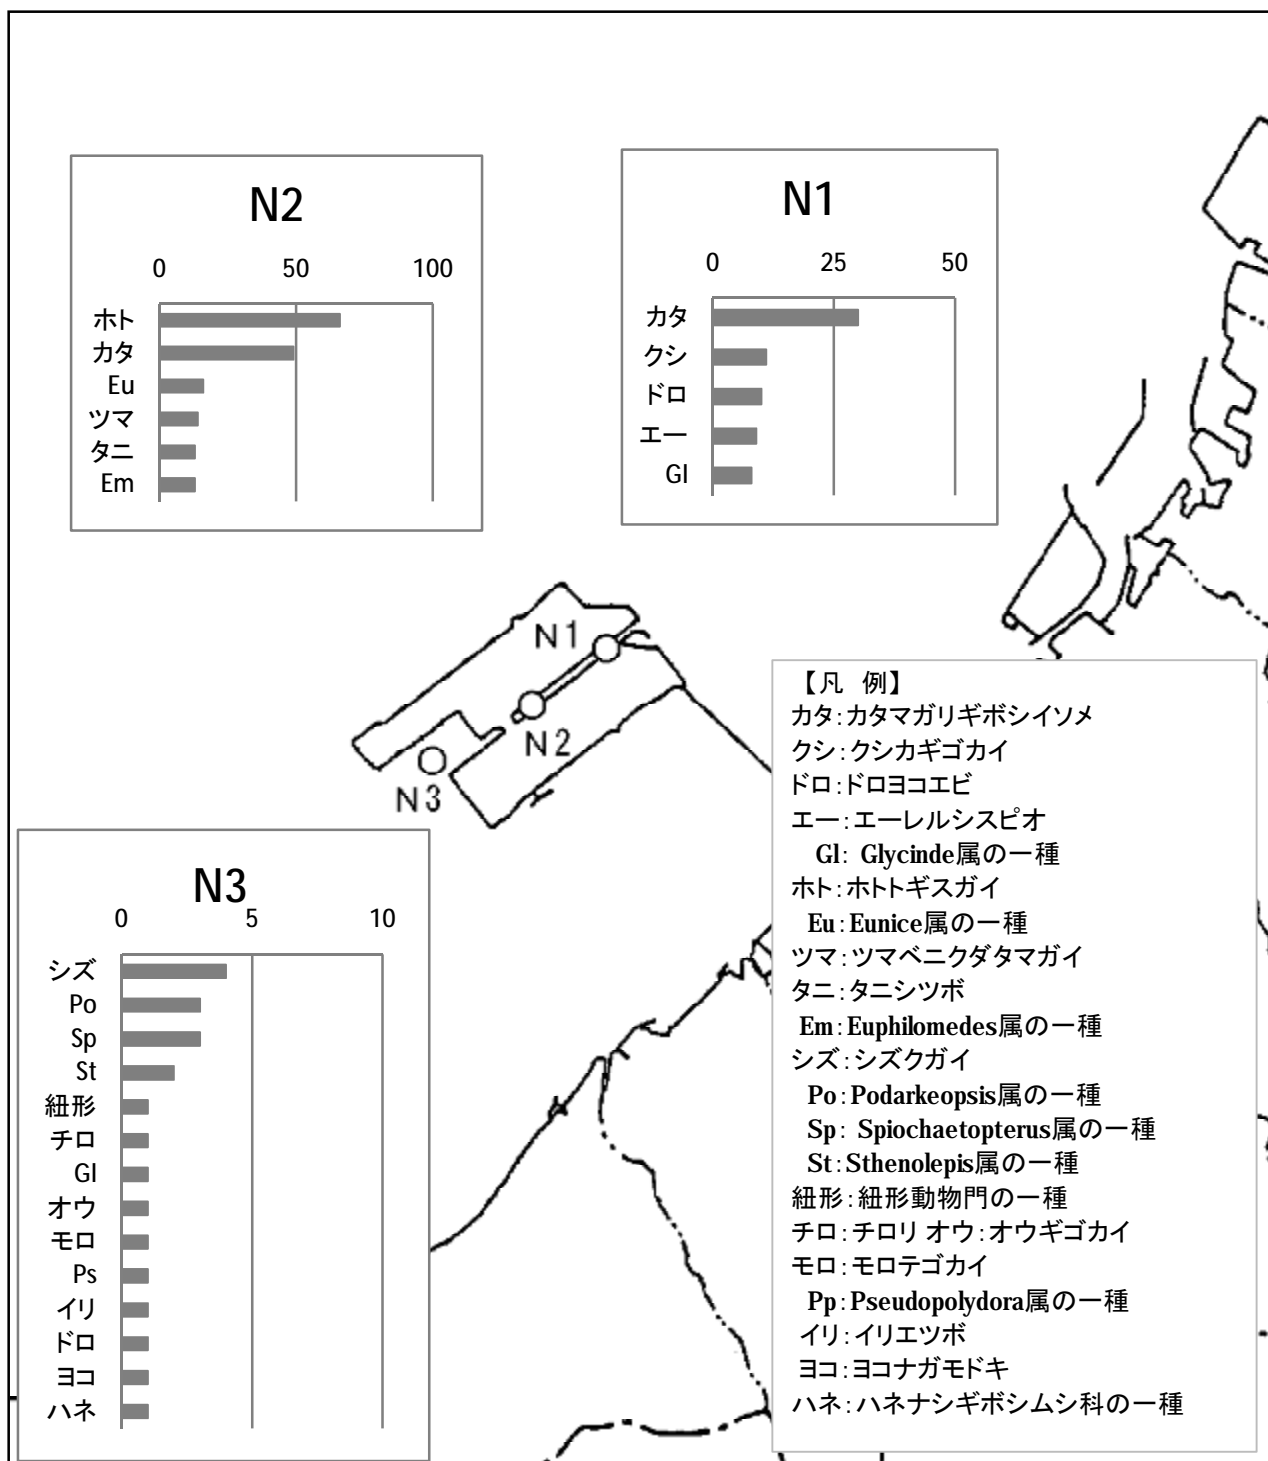 N2
0 50 100
ホト
カタ
Eu
ツマ
タニ
Em
N1
0 25 50
カタ
クシ
ドロ
エー
Gl
N1
N2
N3
N3
0 5 10
シズ
Po
Sp
St
紐形
チロ
Gl
オウ
モロ
Ps
イリ
ドロ
ヨコ
ハネ
【凡 例】
カタ:カタマガリギボシイソメ
クシ:クシカギゴカイ
ドロ:ドロヨコエビ
エー:エーレルシスピオ
Gl: Glycinde属の一種
ホト:ホトトギスガイ
Eu:Eunice属の一種
ツマ:ツマベニクダタマガイ
タニ:タニシツボ
Em:Euphilomedes属の一種
シズ:シズクガイ
Po:Podarkeopsis属の一種
Sp: Spiochaetopterus属の一種
St:Sthenolepis属の一種
紐形:紐形動物門の一種
チロ:チロリ オウ:オウギゴカイ
モロ:モロテゴカイ
Pp:Pseudopolydora属の一種
イリ:イリエツボ
ヨコ:ヨコナガモドキ
ハネ:ハネナシギボシムシ科の一種